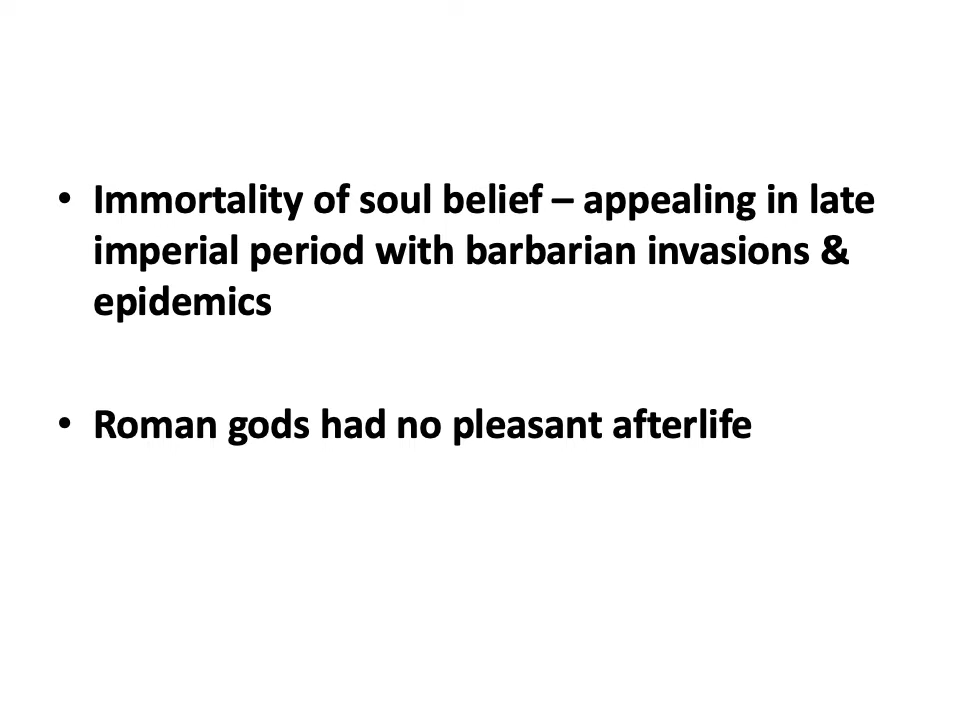 • Immortality of soul belief – appealing in late
imperial period with barbarian invasions &
epidemics
• Roman gods had no pleasant afterlife